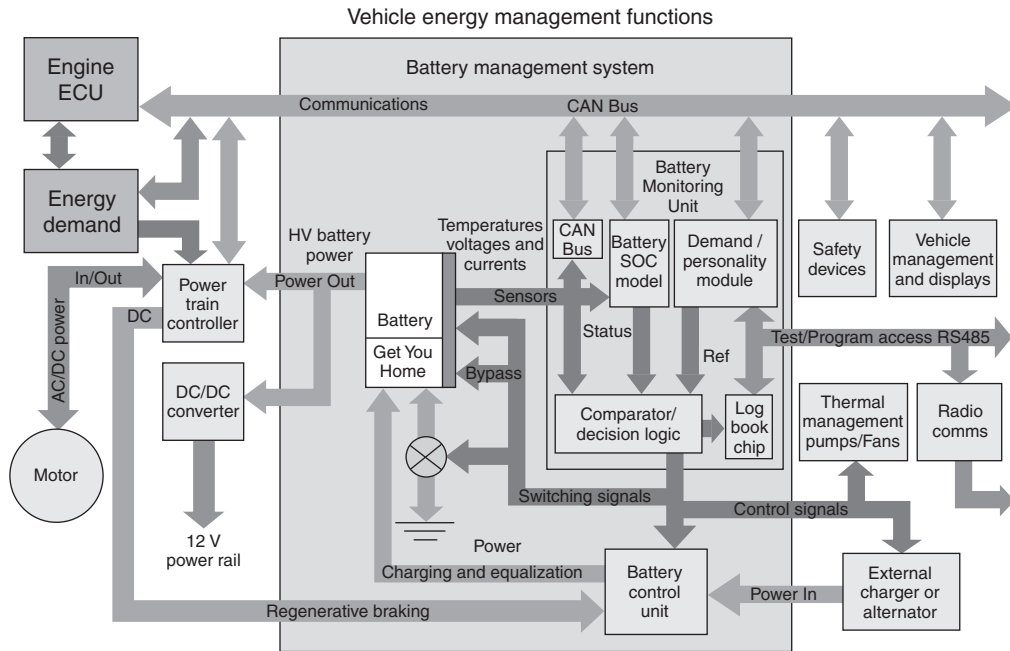 Vehicle energy management functions
Engine
ECU
Battery management system
Communications
CAN Bus
Energy
demand
Battery
Monitoring
Unit
HV battery
power
Temperatures
voltages and
currents
CAN
Bus
Battery
SOC
model
Demand /
personality
module
Safety
devices
Vehicle
management
and displays
In/Out
Power
train
controller
Power Out
Sensors
DC
AC/DC power
Battery
Get You
Home
Bypass
Status
Ref
Test/Program access RS485
DC/DC
converter
Comparator/
decision logic
Log
book
chip
Thermal
management
pumps/Fans
Radio
comms
Motor
Switching signals
Control signals
12 V
power rail
Power
Charging and equalization
Battery
control
unit
Power In
External
charger or
alternator
Regenerative braking